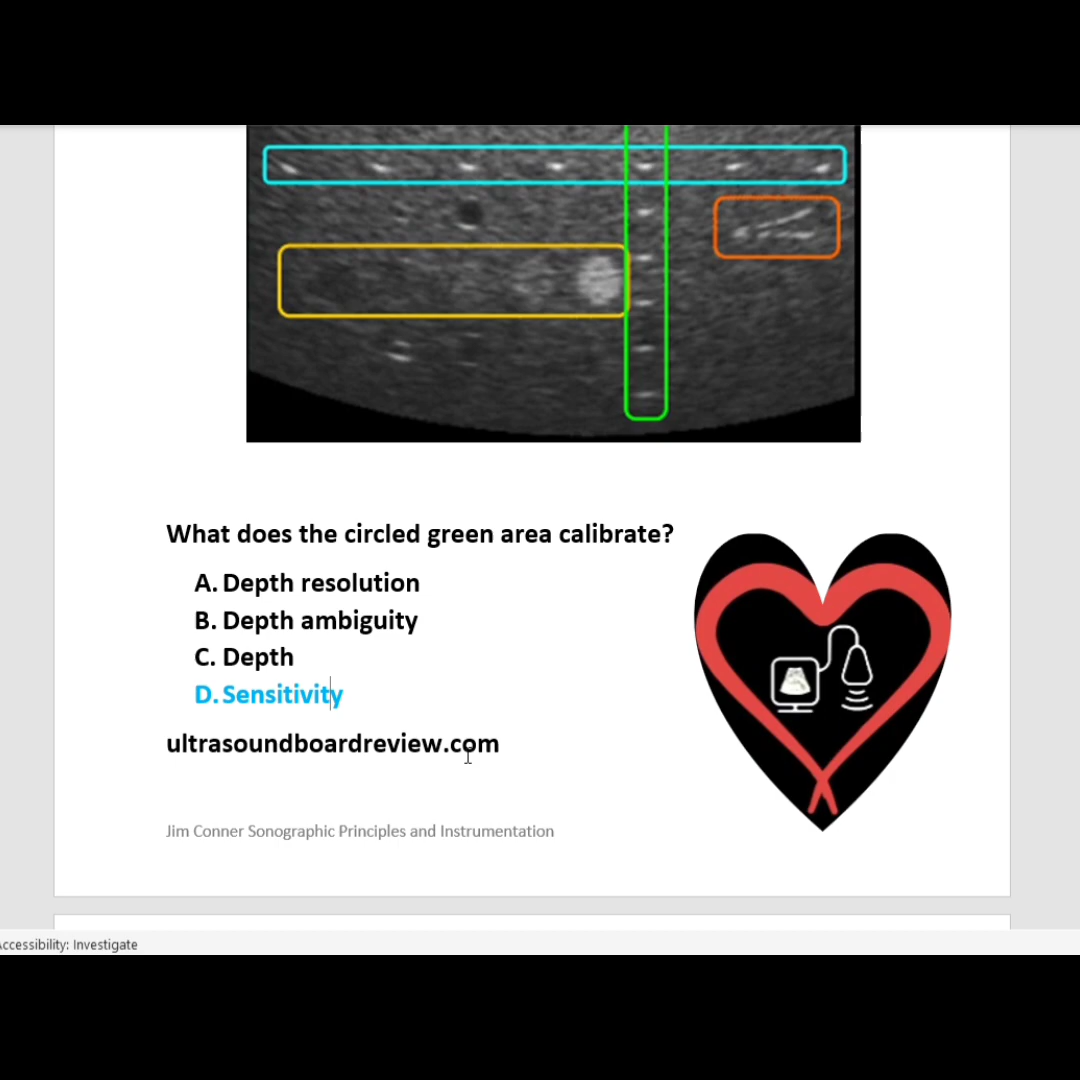 What does the circled green area calibrate?
A. Depth resolution
B. Depth ambiguity
C. Depth
D. Sensitivity
ultrasoundboardreview.com
Jim Conner Sonographic Principles and Instrumentation
Accessibility: Investigate